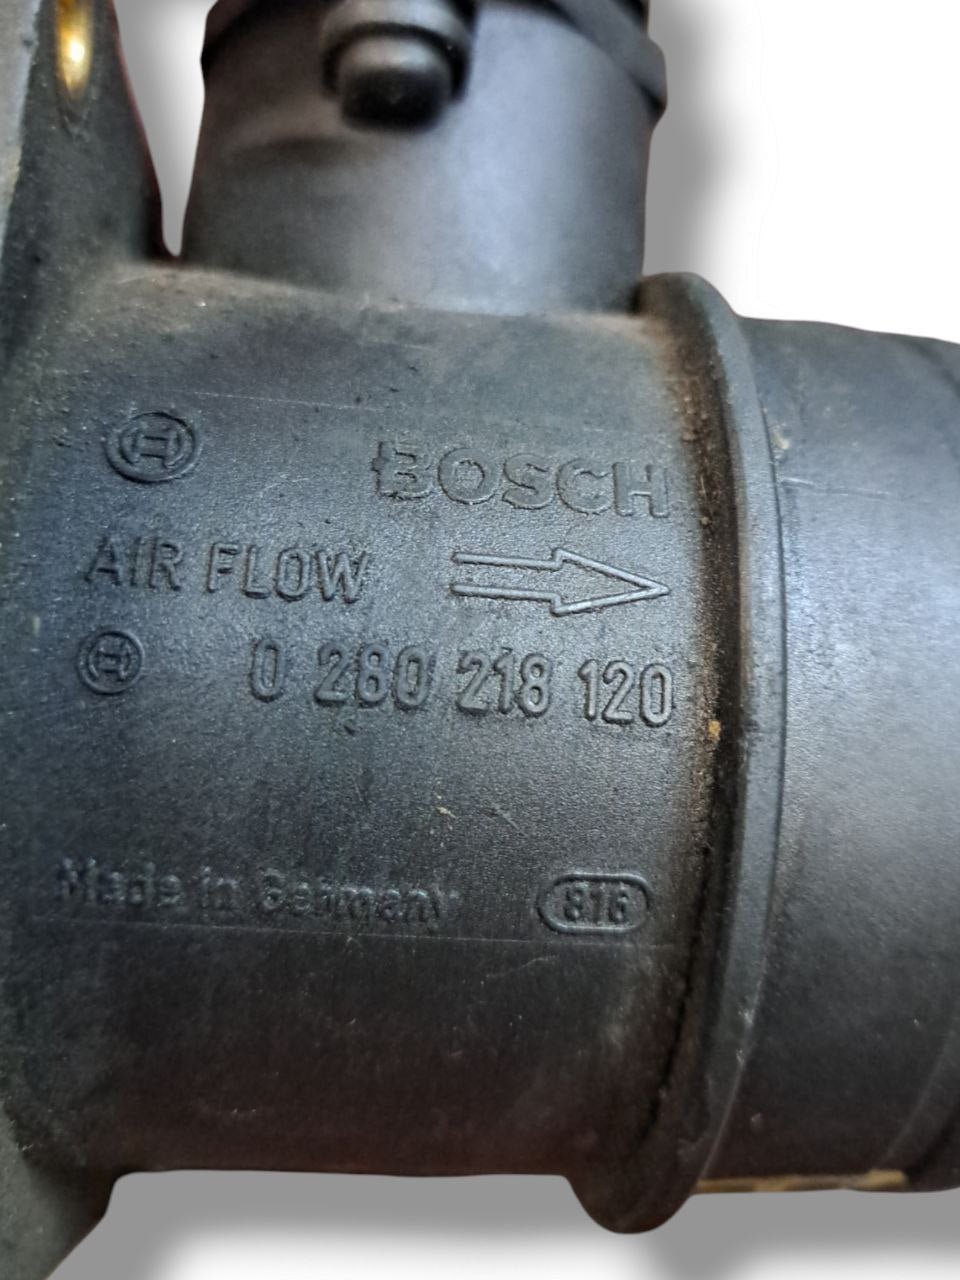 BOSCH
AIR FLOW
0 280 218 120
Made in Germany 816